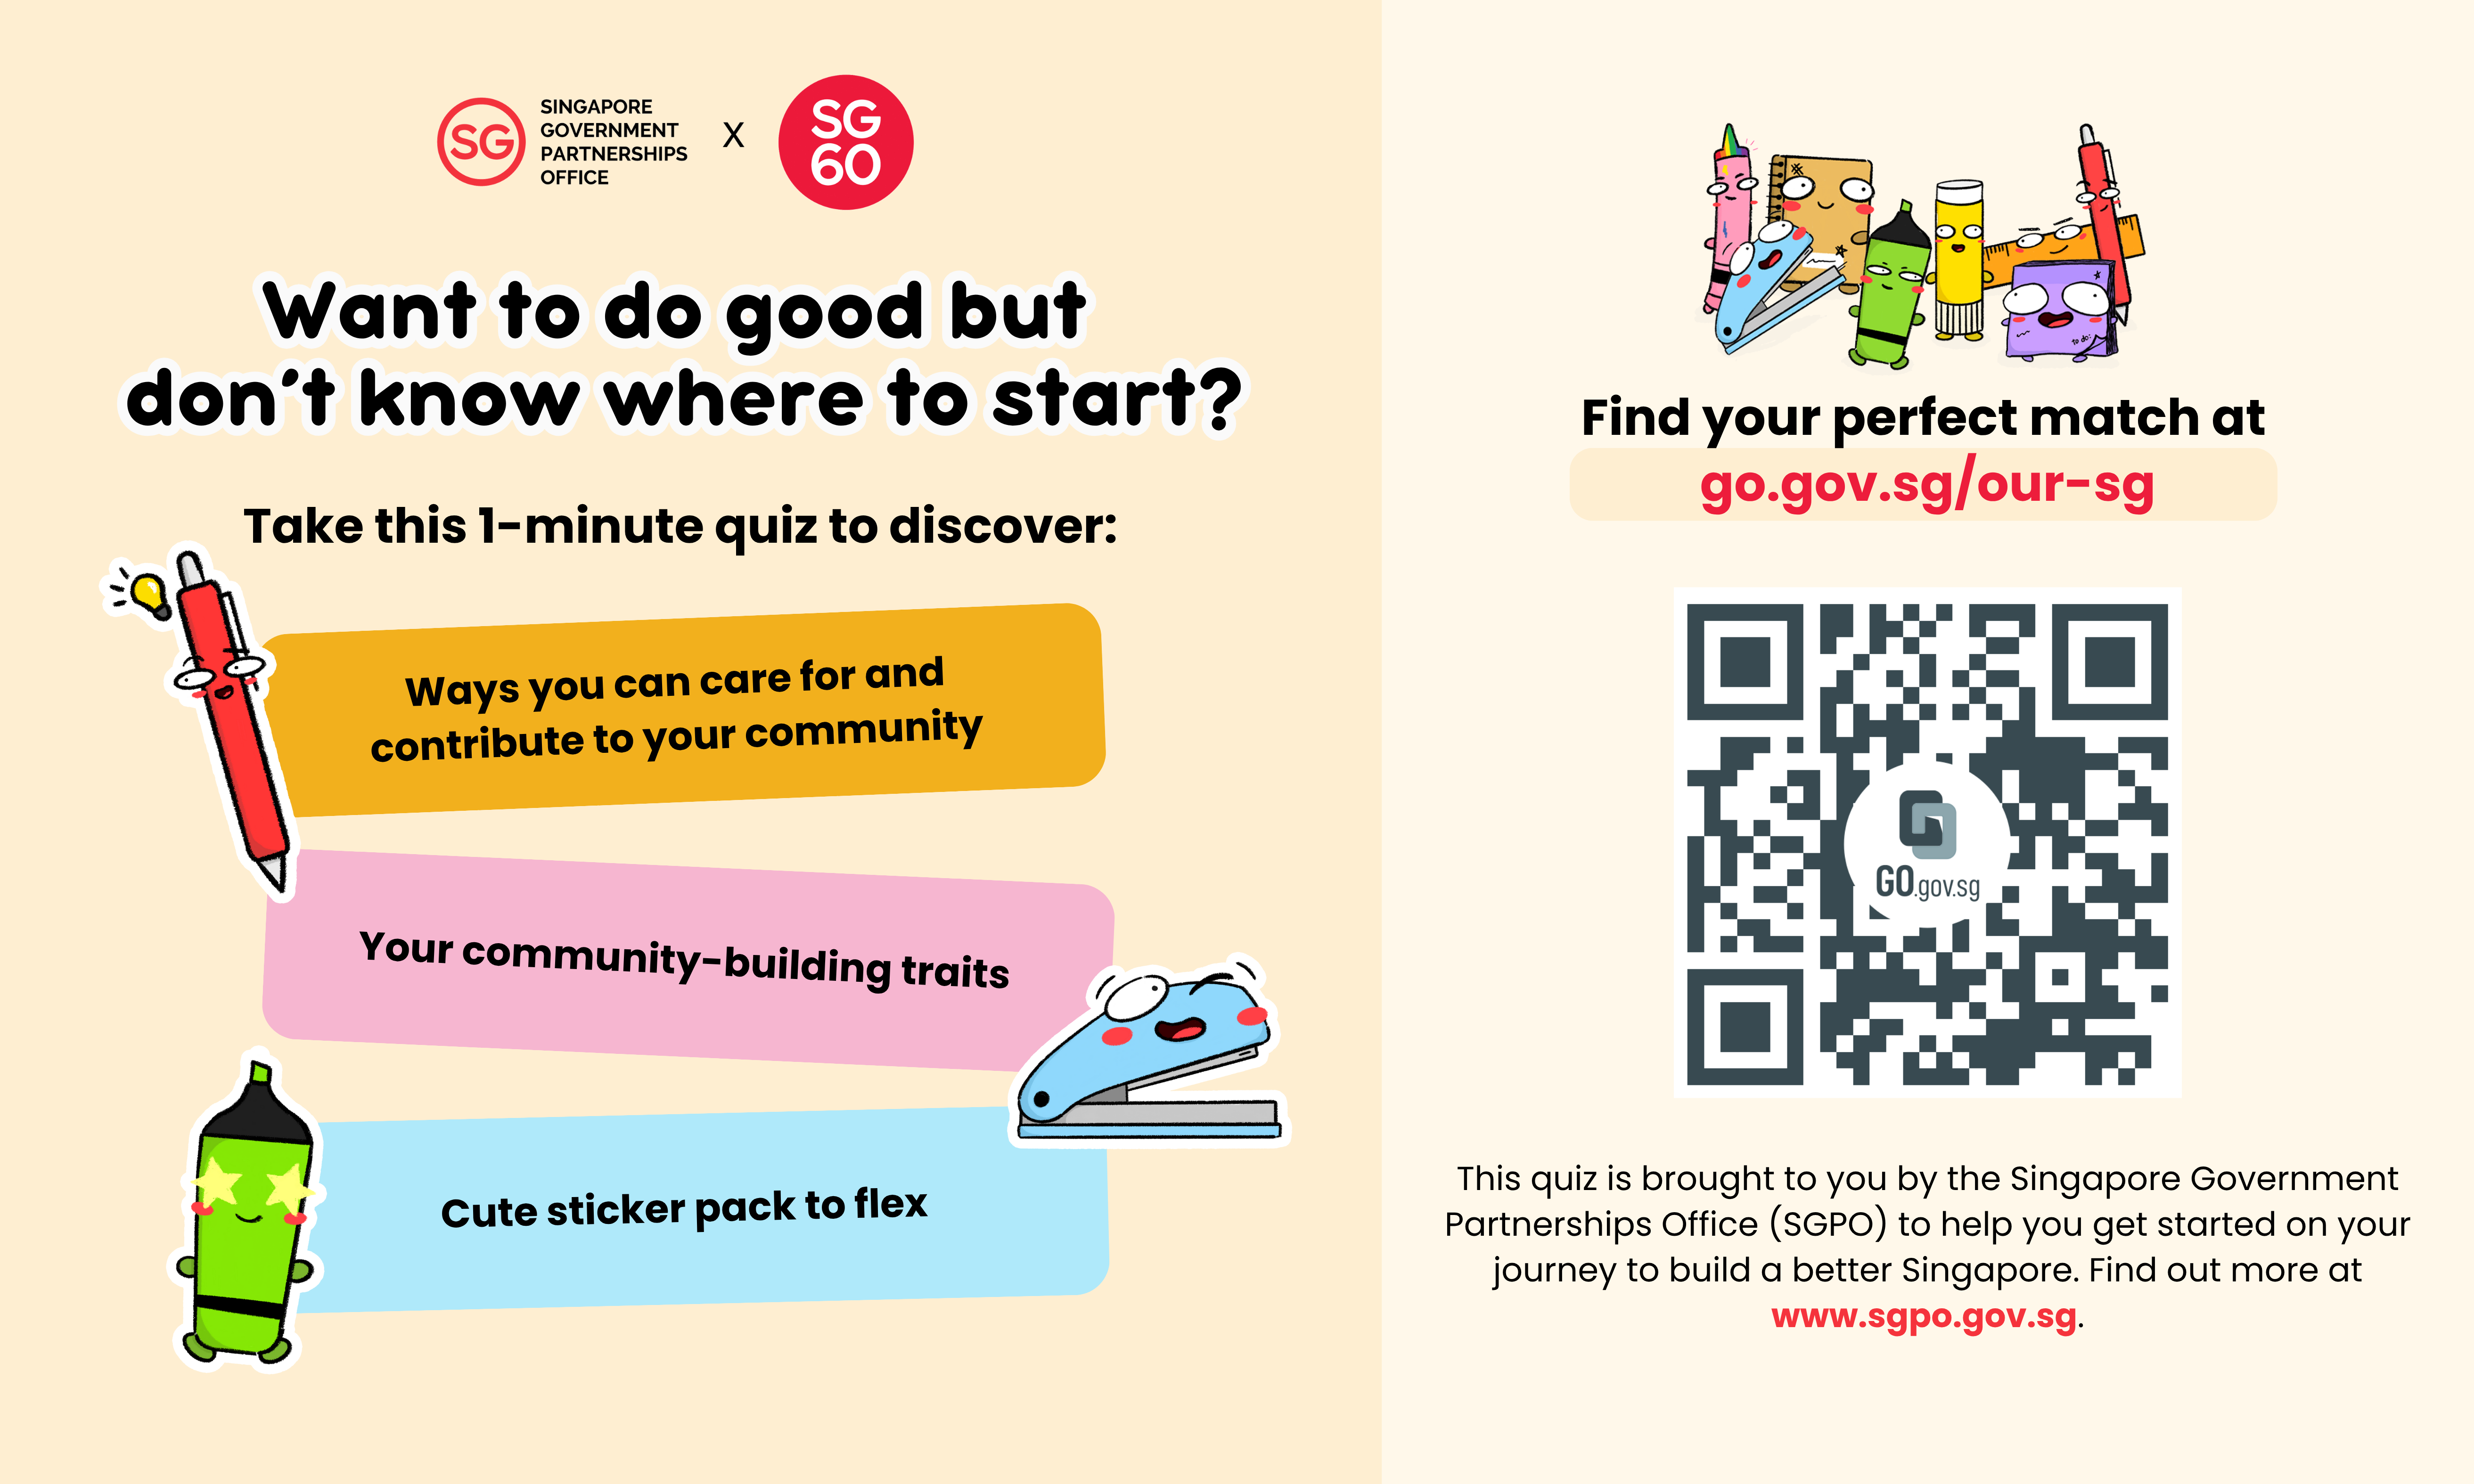 SG
SINGAPORE
GOVERNMENT
PARTNERSHIPS
OFFICE
X
SG
60
Want to do good but
don't know where to start?
Take this 1-minute quiz to discover:
Ways you can care for and
contribute to your community
Your community-building traits
Cute sticker pack to flex
to do:
Find your perfect match at
go.gov.sg/our-sg
GO.gov.sg
This quiz is brought to you by the Singapore Government
Partnerships Office (SGPO) to help you get started on your
journey to build a better Singapore. Find out more at
www.sgpo.gov.sg.